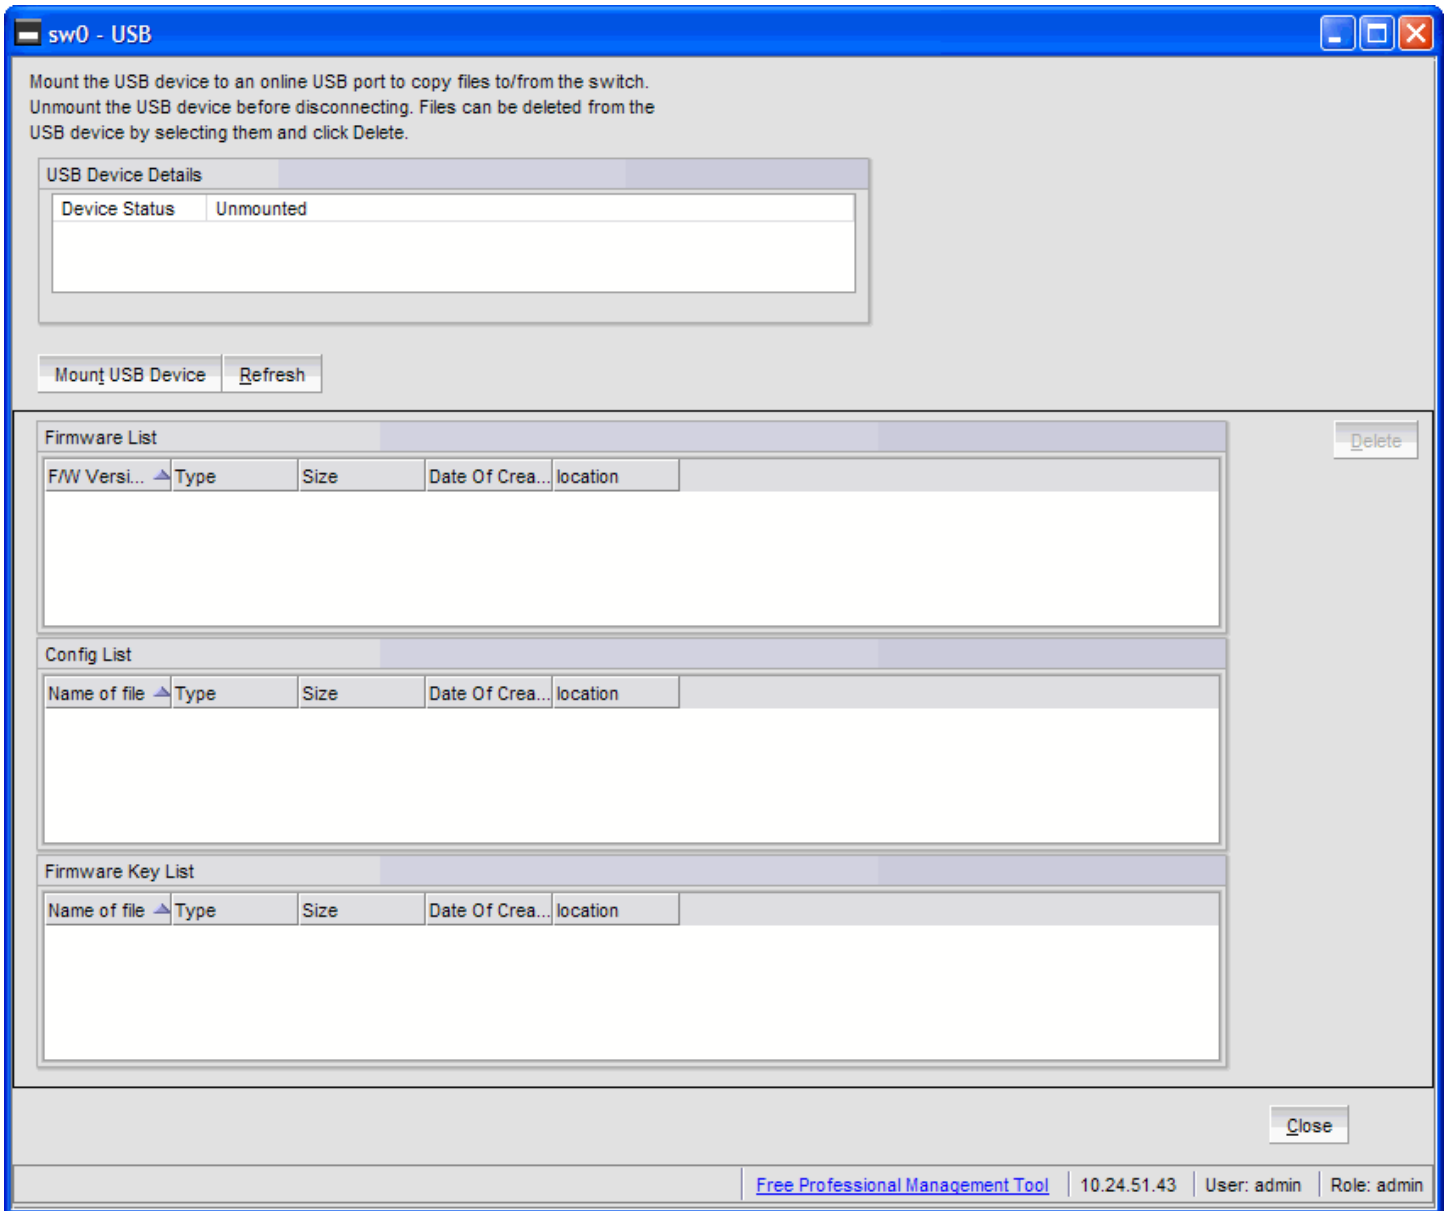 sw0 - USB
Mount the USB device to an online USB port to copy files to/from the switch.
Unmount the USB device before disconnecting. Files can be deleted from the
USB device by selecting them and click Delete.
USB Device Details
Device Status Unmounted
Mount USB Device Refresh
Firmware List Delete
F/W Versi... Type Size Date Of Crea... location
Config List
Name of file Type Size Date Of Crea... location
Firmware Key List
Name of file Type Size Date Of Crea... location
Close
Free Professional Management Tool 10.24.51.43 User: admin Role: admin